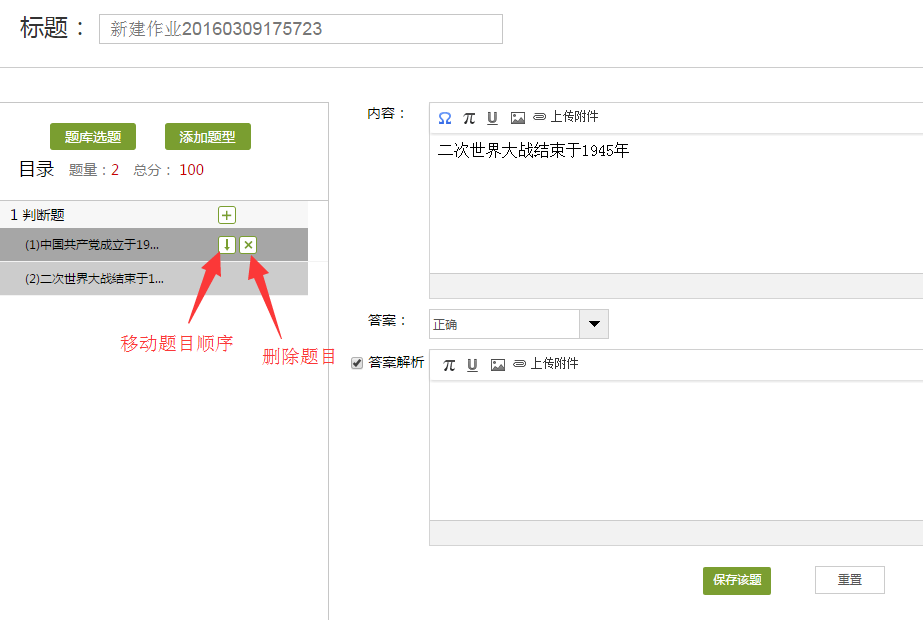 标题：
新建作业20160309175723
题库选题 添加题型
目录 题量：2 总分：100
1 判断题
(1)中国共产党成立于19...
(2)二次世界大战结束于1...
移动题目顺序
删除题目
内容：
Ω π U 上传附件
二次世界大战结束于1945年
答案：
正确
答案解析
π U 上传附件
保存该题 重置